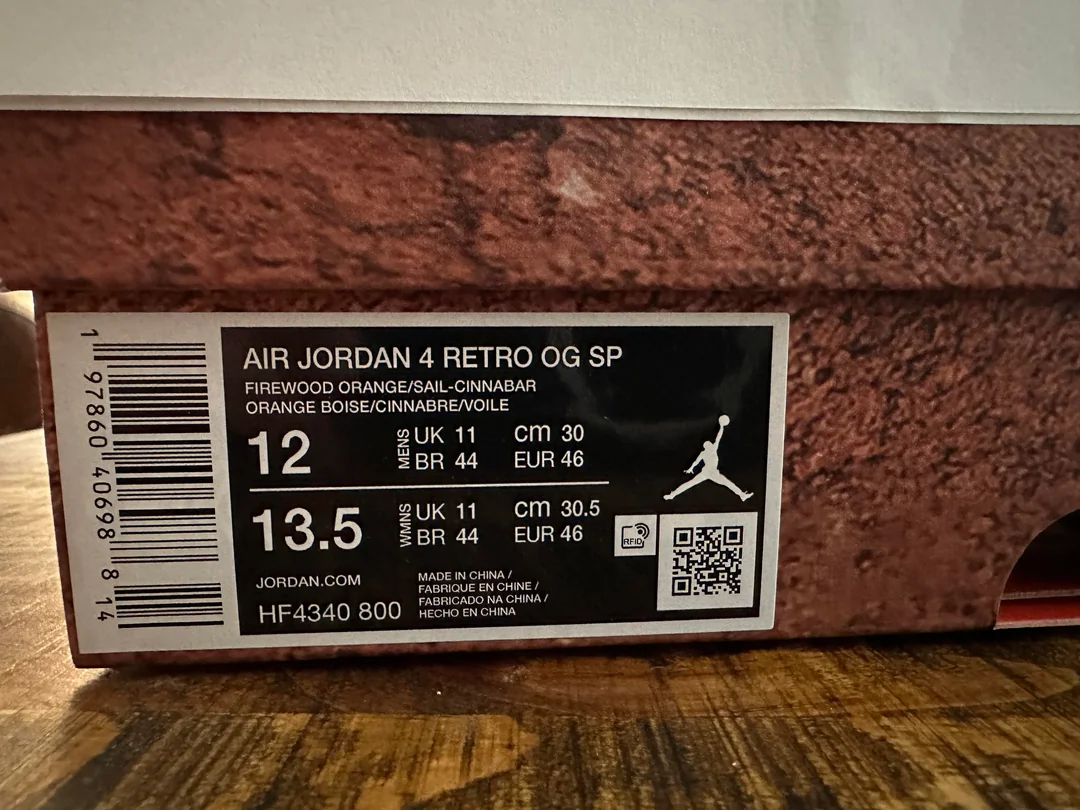 1 97860 40698 8 14
AIR JORDAN 4 RETRO OG SP
FIREWOOD ORANGE/SAIL-CINNABAR
ORANGE BOISE/CINNABRE/VOILE
12 MENS UK 11 cm 30
BR 44 EUR 46
13.5 WMNS UK 11 cm 30.5
BR 44 EUR 46
RFID
JORDAN.COM
HF4340 800
MADE IN CHINA /
FABRIQUE EN CHINE /
FABRICADO NA CHINA /
HECHO EN CHINA